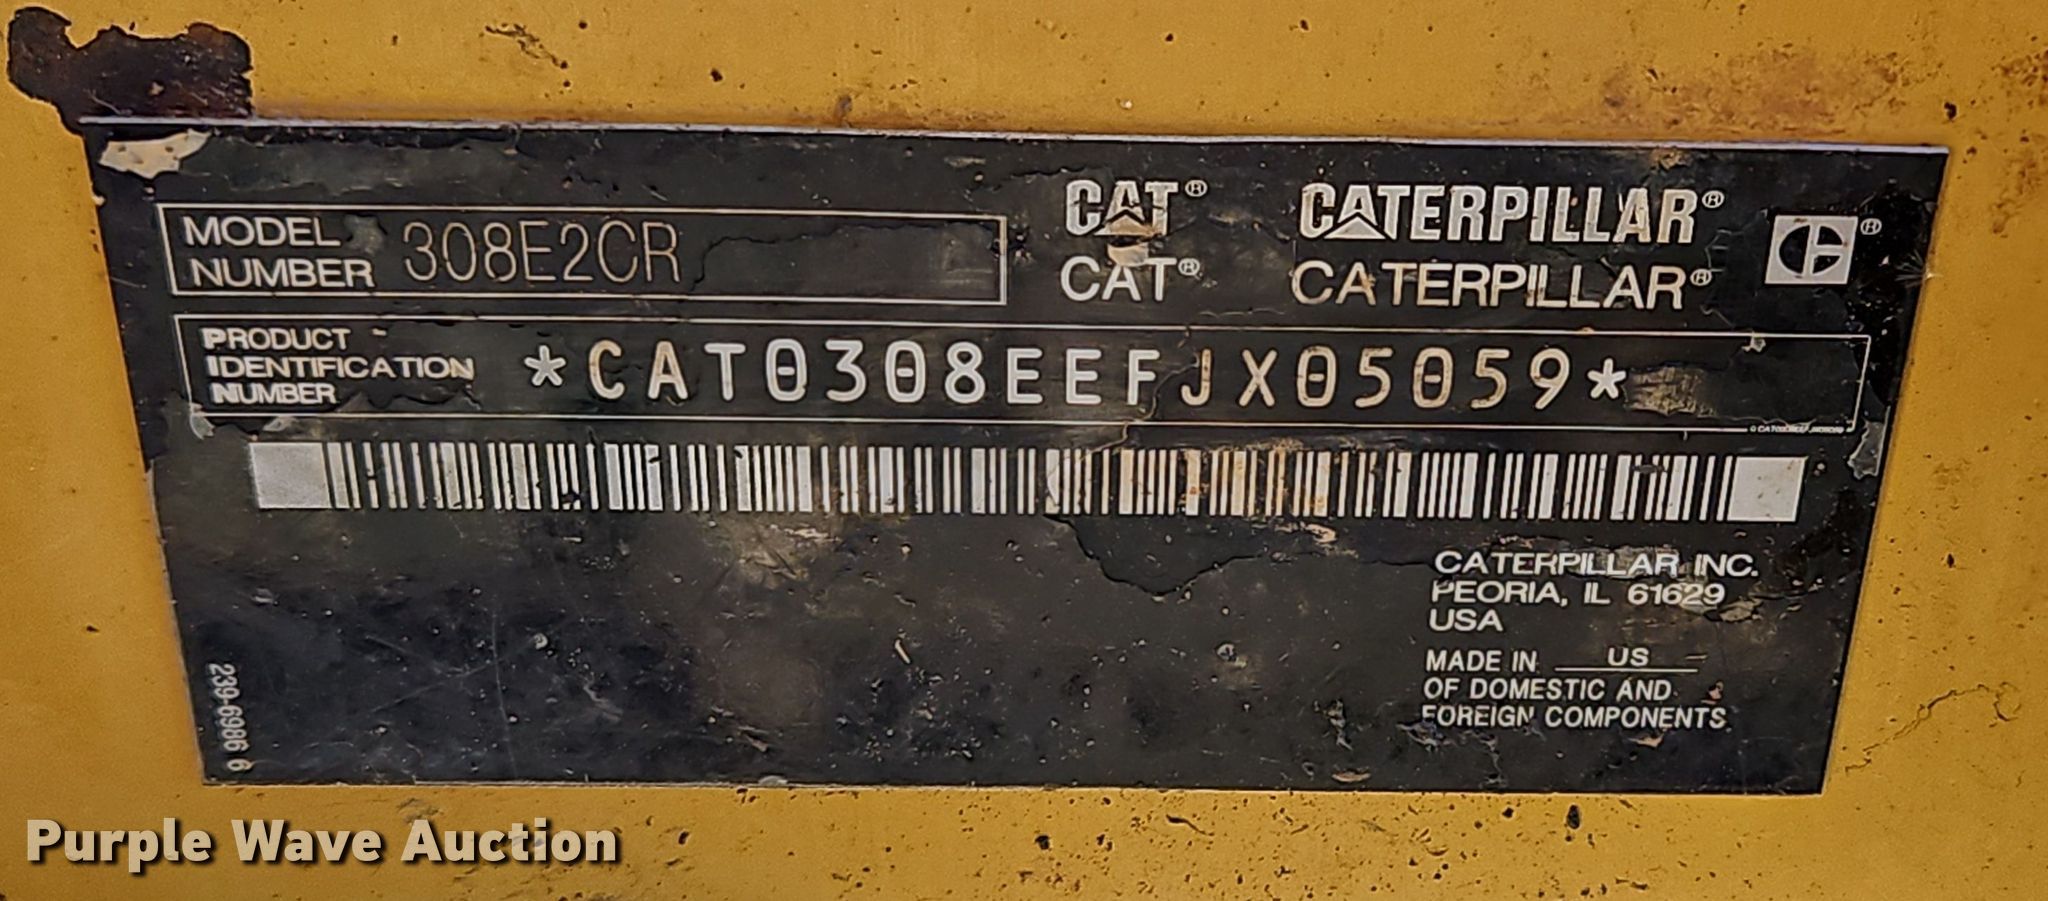 MODEL NUMBER 308E2CR
CAT® CATERPILLAR®
CAT® CATERPILLAR®
PRODUCT IDENTIFICATION NUMBER *CAT0308EEFJX05059*
CATERPILLAR INC.
PEORIA, IL 61629
USA
MADE IN US
OF DOMESTIC AND
FOREIGN COMPONENTS
239-6986 6
Purple Wave Auction